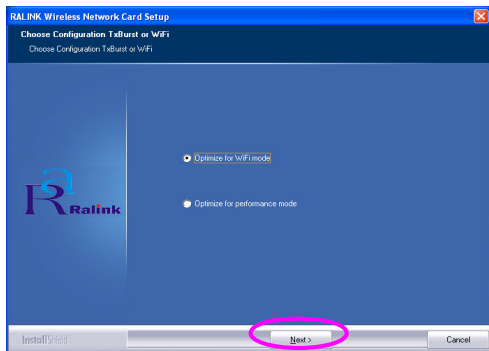 RALINK Wireless Network Card Setup
Choose Configuration TxBurst or WiFi
Choose Configuration TxBurst or WiFi
Optimize for WiFi mode
Optimize for performance mode
Ralink
InstallShield
Next >
Cancel